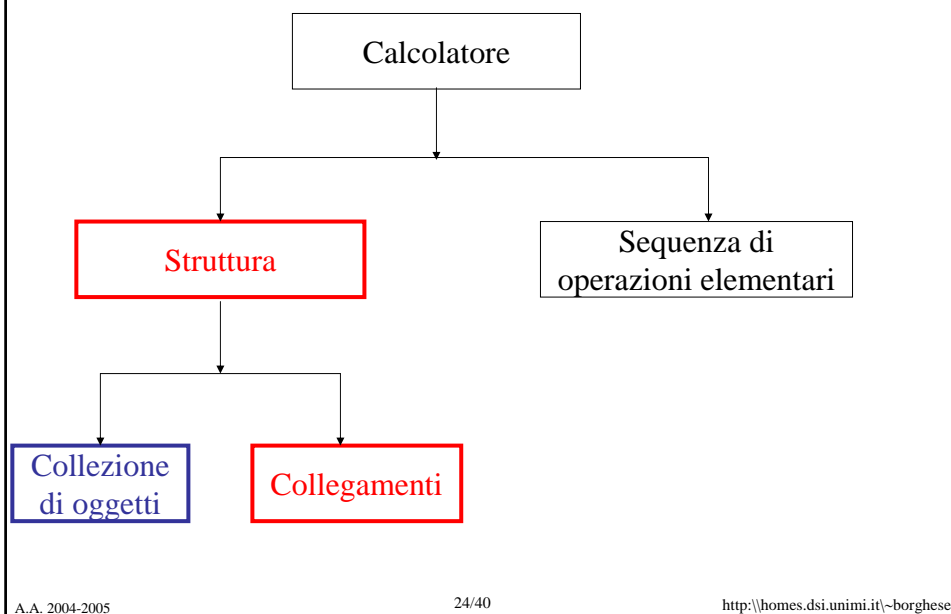 Calcolatore
Struttura
Sequenza di
operazioni elementari
Collezione
di oggetti
Collegamenti
A.A. 2004-2005
24/40
http:\\homes.dsi.unimi.it\~borghese